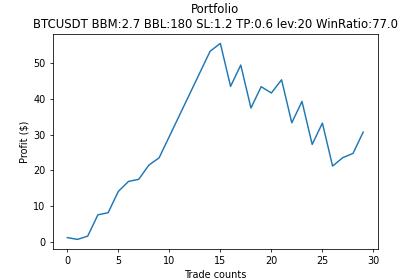 Portfolio
BTCUSDT BBM:2.7 BBL:180 SL:1.2 TP:0.6 lev:20 WinRatio:77.0
50
40
30
20
10
0
Profit ($)
0 5 10 15 20 25 30
Trade counts